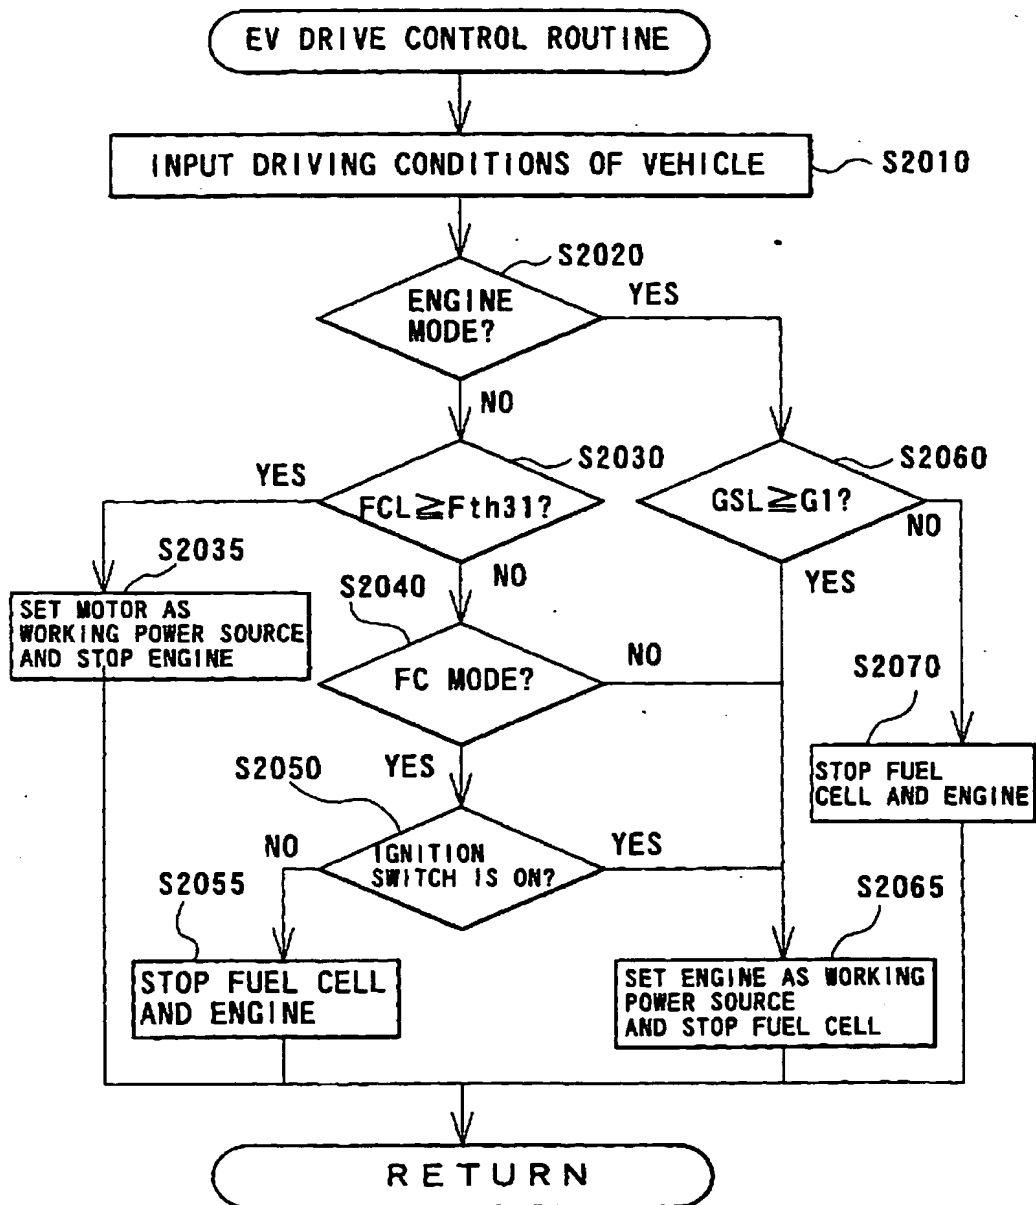 EV DRIVE CONTROL ROUTINE
INPUT DRIVING CONDITIONS OF VEHICLE
S2010
S2020
ENGINE
MODE?
YES
NO
S2030
YES
FCL≧Fth31?
NO
S2060
GSL≧G1?
NO
YES
S2035
SET MOTOR AS
WORKING POWER SOURCE
AND STOP ENGINE
S2040
FC MODE?
NO
YES
S2070
STOP FUEL
CELL AND ENGINE
S2050
NO
IGNITION
SWITCH IS ON?
YES
S2055
STOP FUEL CELL
AND ENGINE
S2065
SET ENGINE AS WORKING
POWER SOURCE
AND STOP FUEL CELL
RETURN